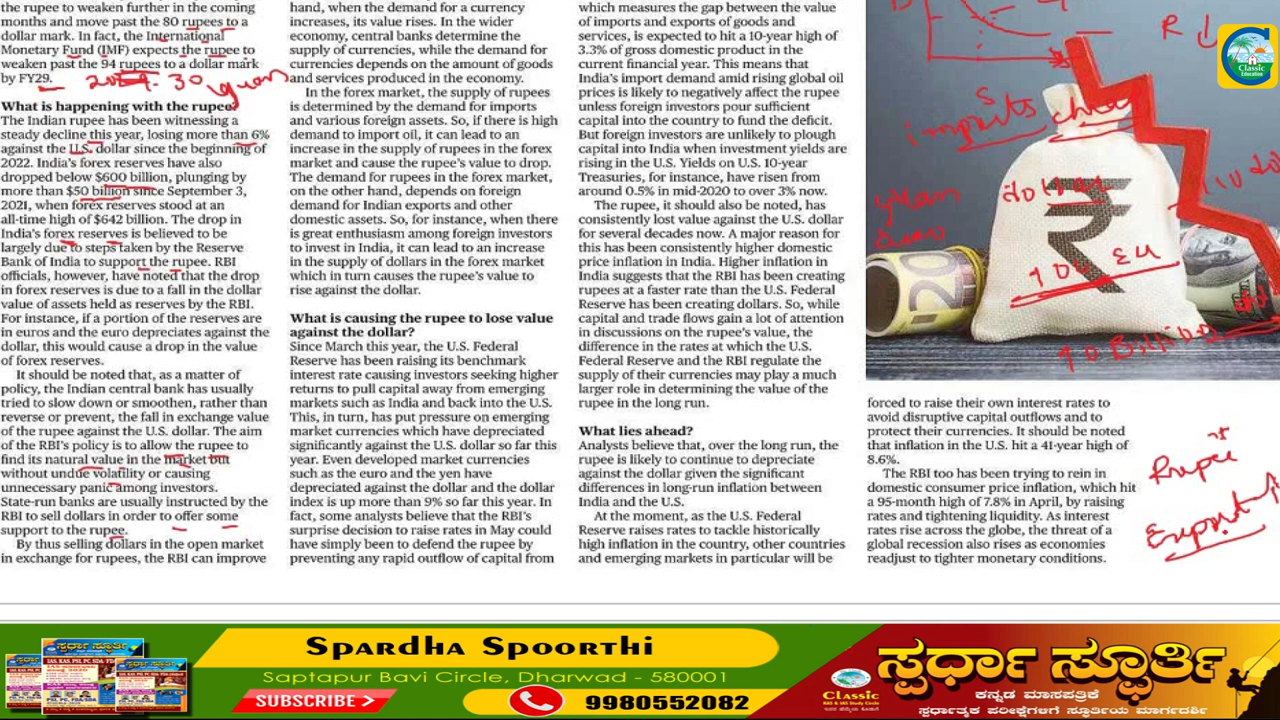 the rupee to weaken further in the coming
months and move past the 80 rupees to a
dollar mark. In fact, the International
Monetary Fund (IMF) expects the rupee to
weaken past the 94 rupees to a dollar mark
by FY29.
What is happening with the rupee?
The Indian rupee has been witnessing a
steady decline this year, losing more than 6%
against the U.S. dollar since the beginning of
2022. India's forex reserves have also
dropped below $600 billion, plunging by
more than $50 billion since September 3,
2021, when forex reserves stood at an
all-time high of $642 billion. The drop in
India's forex reserves is believed to be
largely due to steps taken by the Reserve
Bank of India to support the rupee. RBI
officials, however, have noted that the drop
in forex reserves is due to a fall in the dollar
value of assets held as reserves by the RBI.
For instance, if a portion of the reserves are
in euros and the euro depreciates against the
dollar, this would cause a drop in the value
of forex reserves.
It should be noted that, as a matter of
policy, the Indian central bank has usually
tried to slow down or smoothen, rather than
reverse or prevent, the fall in exchange value
of the rupee against the U.S. dollar. The aim
of the RBI's policy is to allow the rupee to
find its natural value in the market but
without undue volatility or causing
unnecessary panic among investors.
State-run banks are usually instructed by the
RBI to sell dollars in order to offer some
support to the rupee.
By thus selling dollars in the open market
in exchange for rupees, the RBI can improve
hand, when the demand for a currency
increases, its value rises. In the wider
economy, central banks determine the
supply of currencies, while the demand for
currencies depends on the amount of goods
and services produced in the economy.
In the forex market, the supply of rupees
is determined by the demand for imports
and various foreign assets. So, if there is high
demand to import oil, it can lead to an
increase in the supply of rupees in the forex
market and cause the rupee's value to drop.
The demand for rupees in the forex market,
on the other hand, depends on foreign
demand for Indian exports and other
domestic assets. So, for instance, when there
is great enthusiasm among foreign investors
to invest in India, it can lead to an increase
in the supply of dollars in the forex market
which in turn causes the rupee's value to
rise against the dollar.
What is causing the rupee to lose value
against the dollar?
Since March this year, the U.S. Federal
Reserve has been raising its benchmark
interest rate causing investors seeking higher
returns to pull capital away from emerging
markets such as India and back into the U.S.
This, in turn, has put pressure on emerging
market currencies which have depreciated
significantly against the U.S. dollar so far this
year. Even developed market currencies
such as the euro and the yen have
depreciated against the dollar and the dollar
index is up more than 9% so far this year. In
fact, some analysts believe that the RBI's
surprise decision to raise rates in May could
have simply been to defend the rupee by
preventing any rapid outflow of capital from
which measures the gap between the value
of imports and exports of goods and
services, is expected to hit a 10-year high of
3.3% of gross domestic product in the
current financial year. This means that
India's import demand amid rising global oil
prices is likely to negatively affect the rupee
unless foreign investors pour sufficient
capital into the country to fund the deficit.
But foreign investors are unlikely to plough
capital into India when investment yields are
rising in the U.S. Yields on U.S. 10-year
Treasuries, for instance, have risen from
around 0.5% in mid-2020 to over 3% now.
The rupee, it should also be noted, has
consistently lost value against the U.S. dollar
for several decades now. A major reason for
this has been consistently higher domestic
price inflation in India. Higher inflation in
India suggests that the RBI has been creating
rupees at a faster rate than the U.S. Federal
Reserve has been creating dollars. So, while
capital and trade flows gain a lot of attention
in discussions on the rupee's value, the
difference in the rates at which the U.S.
Federal Reserve and the RBI regulate the
supply of their currencies may play a much
larger role in determining the value of the
rupee in the long run.
What lies ahead?
Analysts believe that, over the long run, the
rupee is likely to continue to depreciate
against the dollar given the significant
differences in long-run inflation between
India and the U.S.
At the moment, as the U.S. Federal
Reserve raises rates to tackle historically
high inflation in the country, other countries
and emerging markets in particular will be
R ↓
imports
₹
120
forced to raise their own interest rates to
avoid disruptive capital outflows and to
protect their currencies. It should be noted
that inflation in the U.S. hit a 41-year high of
8.6%.
The RBI too has been trying to rein in
domestic consumer price inflation, which hit
a 95-month high of 7.8% in April, by raising
rates and tightening liquidity. As interest
rates rise across the globe, the threat of a
global recession also rises as economies
readjust to tighter monetary conditions.
Rupee
Export
Classic
Education
Spardha Spoorthi
Saptapur Bavi Circle, Dharwad - 580001
SUBSCRIBE >
9980552082
Classic
KAS & IAS Study Circle
ಸ್ಪರ್ಧಾ ಸ್ಫೂರ್ತಿ
ಕನ್ನಡ ಮಾಸಪತ್ರಿಕೆ
ಸ್ಪರ್ಧಾತ್ಮಕ ಪರೀಕ್ಷೆಗಳಿಗೆ ಸ್ಫೂರ್ತಿಯ ಮಾರ್ಗದರ್ಶಿ